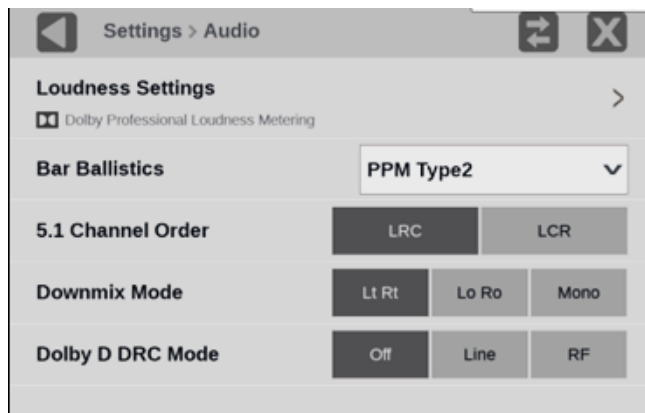 Settings > Audio
Loudness Settings
Dolby Professional Loudness Metering
Bar Ballistics PPM Type2
5.1 Channel Order LRC LCR
Downmix Mode Lt Rt Lo Ro Mono
Dolby D DRC Mode Off Line RF